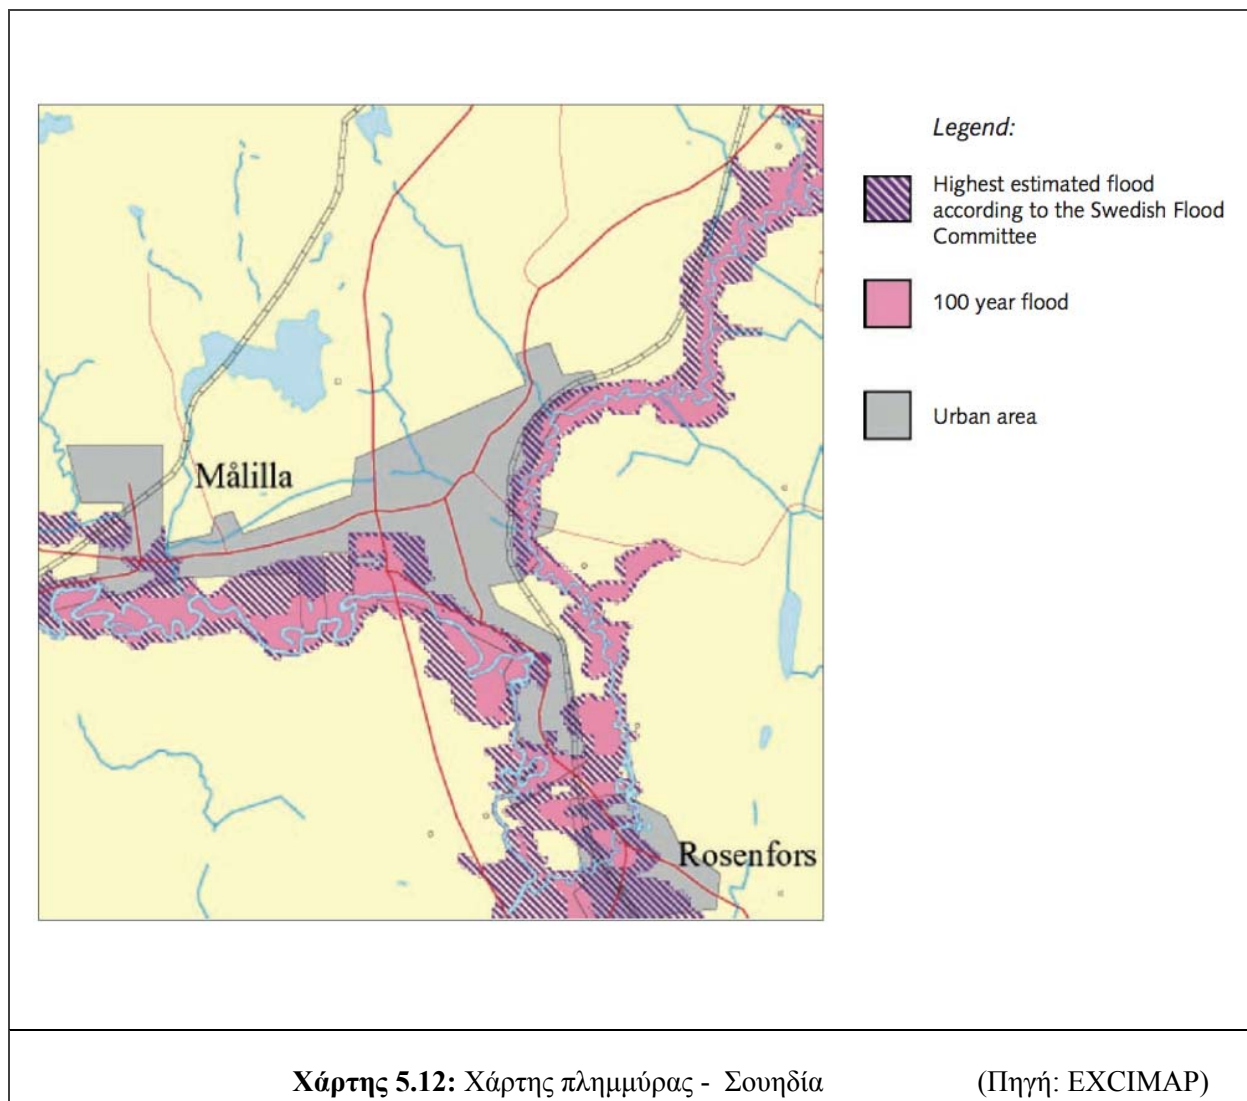 Legend:
Highest estimated flood
according to the Swedish Flood
Committee
100 year flood
Urban area
Målilla
Rosenfors
Χάρτης 5.12: Χάρτης πλημμύρας - Σουηδία (Πηγή: EXCIMAP)